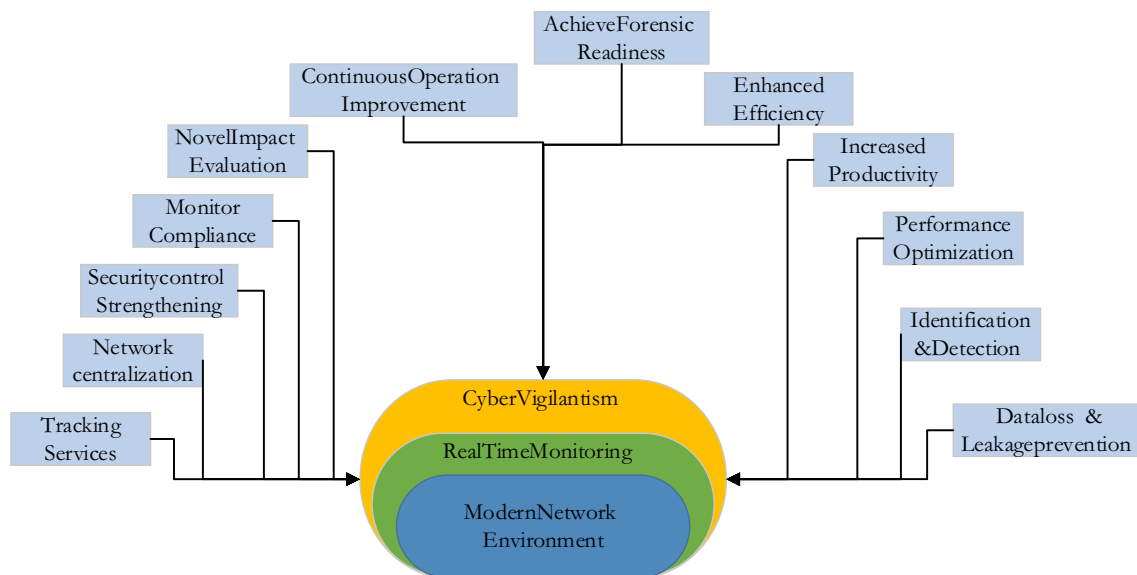 AchieveForensic
Readiness
ContinuousOperation
Improvement
Enhanced
Efficiency
NovelImpact
Evaluation
Increased
Productivity
Monitor
Compliance
Performance
Optimization
Securitycontrol
Strengthening
Identification
&Detection
Network
centralization
Tracking
Services
Dataloss &
Leakageprevention
CyberVigilantism
RealTimeMonitoring
ModernNetwork
Environment